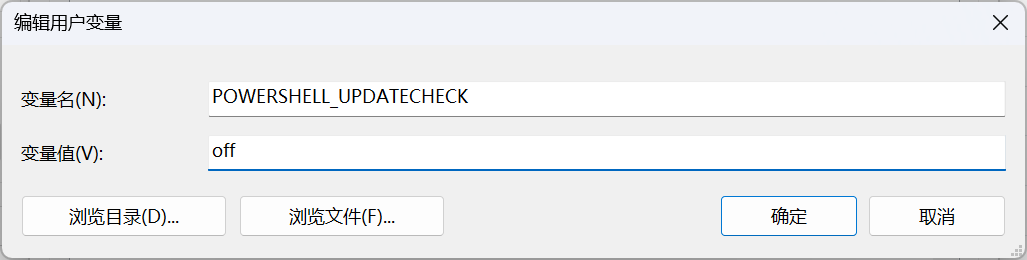 编辑用户变量
变量名(N):
POWERSHELL_UPDATECHECK
变量值(V):
off
浏览目录(D)...
浏览文件(F)...
确定
取消